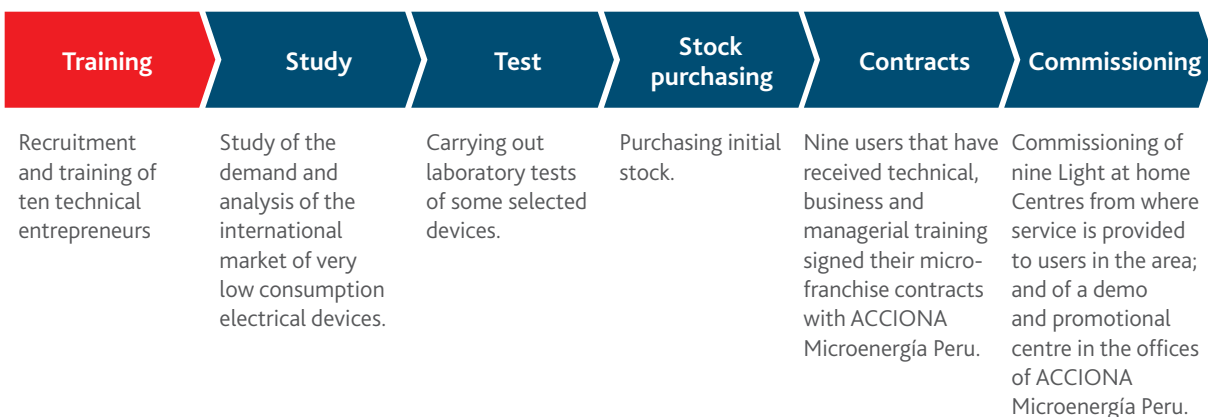 Training
Study
Test
Stock
purchasing
Contracts
Commissioning
Recruitment
and training of
ten technical
entrepreneurs
Study of the
demand and
analysis of the
international
market of very
low consumption
electrical devices.
Carrying out
laboratory tests
of some selected
devices.
Purchasing initial
stock.
Nine users that have
received technical,
business and
managerial training
signed their micro-
franchise contracts
with ACCIONA
Microenergía Peru.
Commissioning of
nine Light at home
Centres from where
service is provided
to users in the area;
and of a demo
and promotional
centre in the offices
of ACCIONA
Microenergía Peru.